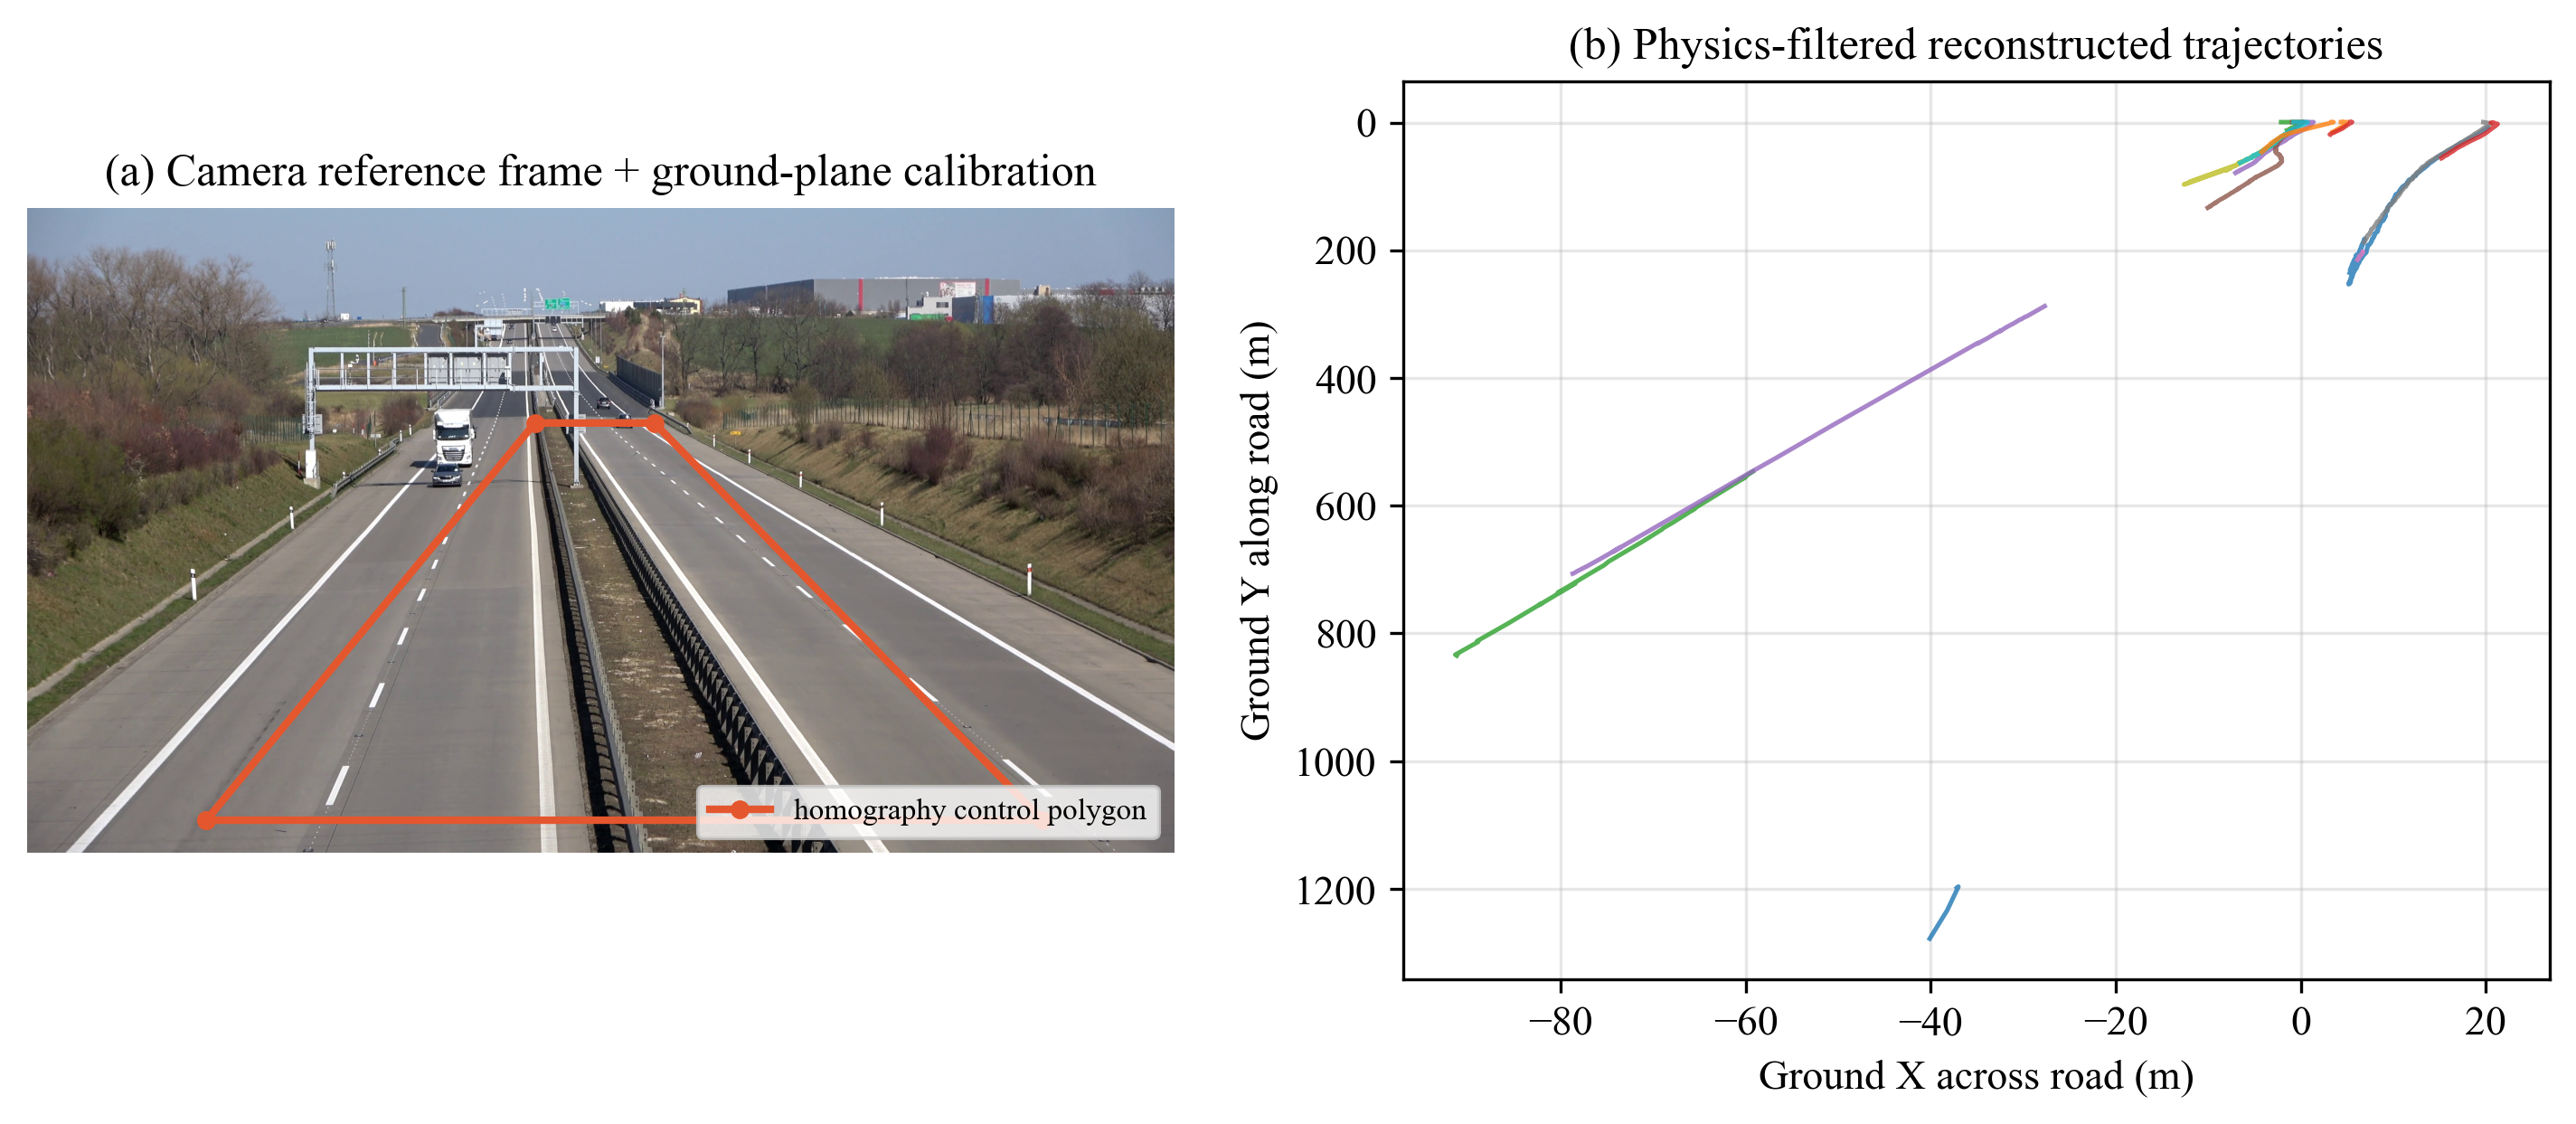 (a) Camera reference frame + ground-plane calibration
homography control polygon
(b) Physics-filtered reconstructed trajectories
Ground Y along road (m)
0
200
400
600
800
1000
1200
−80
−60
−40
−20
0
20
Ground X across road (m)